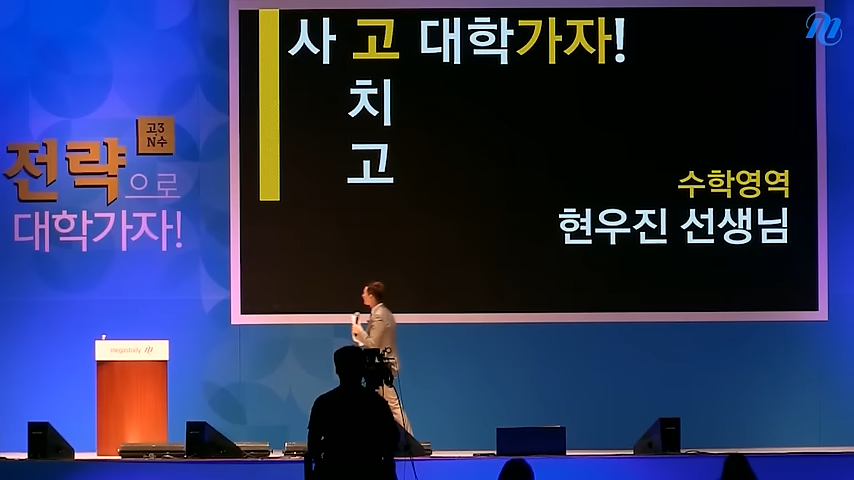 사 고 대학가자!
치
고
수학영역
현우진 선생님
고3
N수
전략으로
대학가자!
megastudy